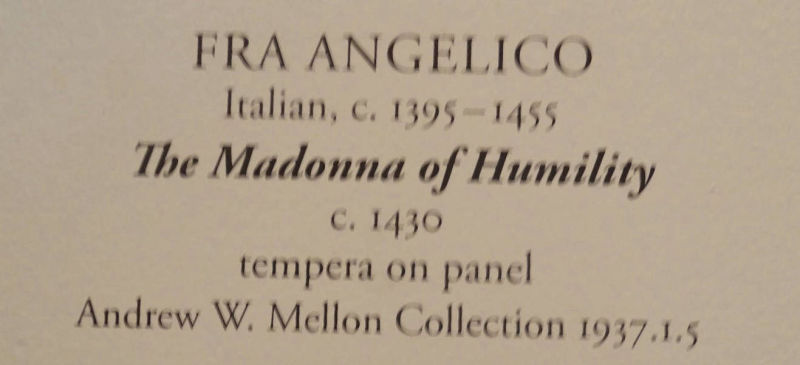 FRA ANGELICO
Italian, c. 1395–1455
The Madonna of Humility
c. 1430
tempera on panel
Andrew W. Mellon Collection 1937.1.5